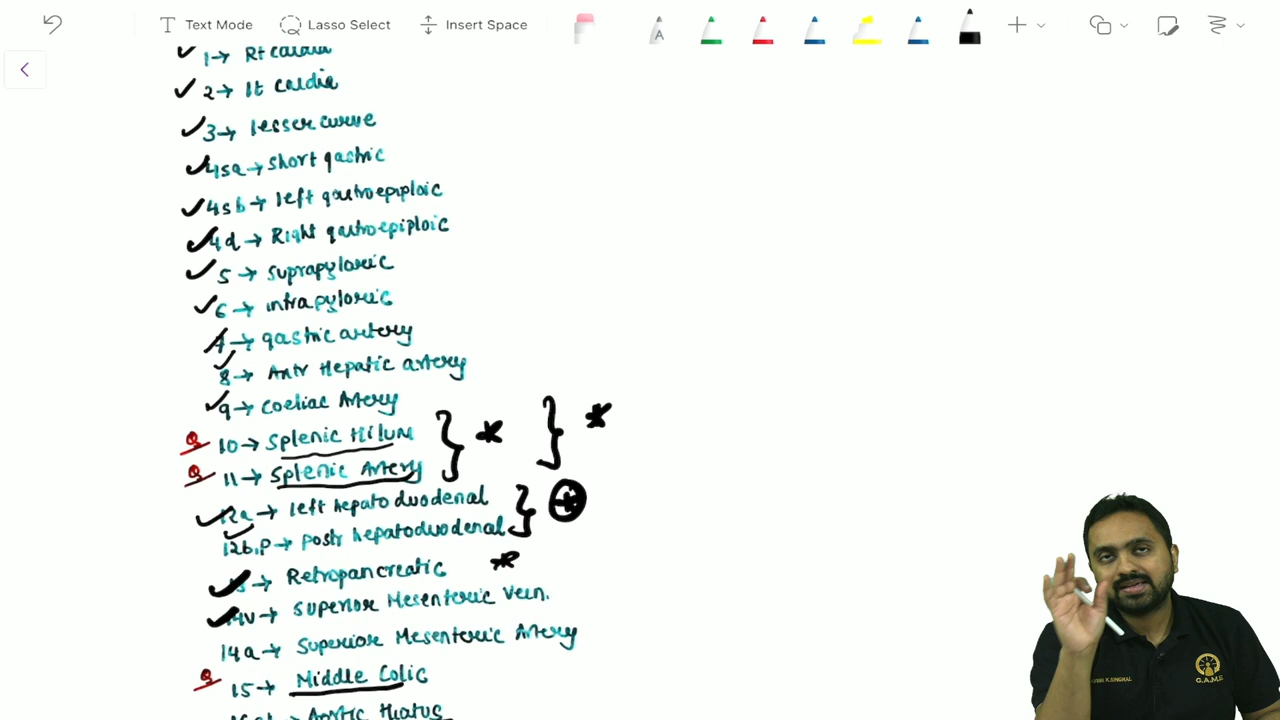 Text Mode
Lasso Select
Insert Space
A
1→ Rt cardia
2→ lt cardia
3→ lesser curve
4sa→ short gastric
4sb→ left gastroepiploic
4d→ Right gastroepiploic
5→ suprapyloric
6→ infrapyloric
7→ gastric artery
8→ Antr Hepatic artery
9→ coeliac Artery
Q 10→ Splenic Hilum } * } *
Q 11→ Splenic Artery
12a→ left hepatoduodenal }
12b,p→ postr hepatoduodenal
→ Retropancreatic *
14v→ Superior Mesenteric Vein.
14a→ Superior Mesenteric Artery
Q 15→ Middle Colic
Aortic Hiatus
K.SINGHAL
G.A.M.E